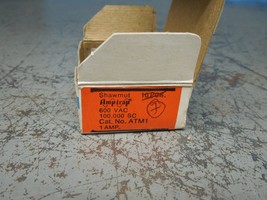 Shawmut
Amptrap
600 VAC
100,000 SC
Cat. No. ATM1
1 AMP.